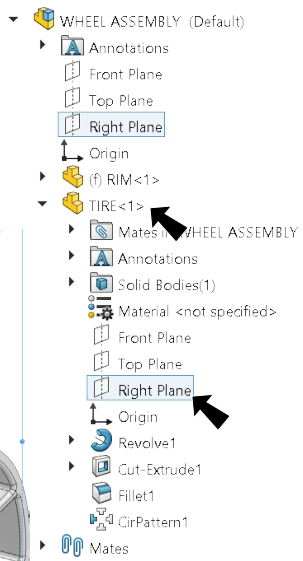 WHEEL ASSEMBLY (Default)
Annotations
Front Plane
Top Plane
Right Plane
Origin
(f) RIM<1>
TIRE<1>
Mates in WHEEL ASSEMBLY
Annotations
Solid Bodies(1)
Material <not specified>
Front Plane
Top Plane
Right Plane
Origin
Revolve1
Cut-Extrude1
Fillet1
CirPattern1
Mates